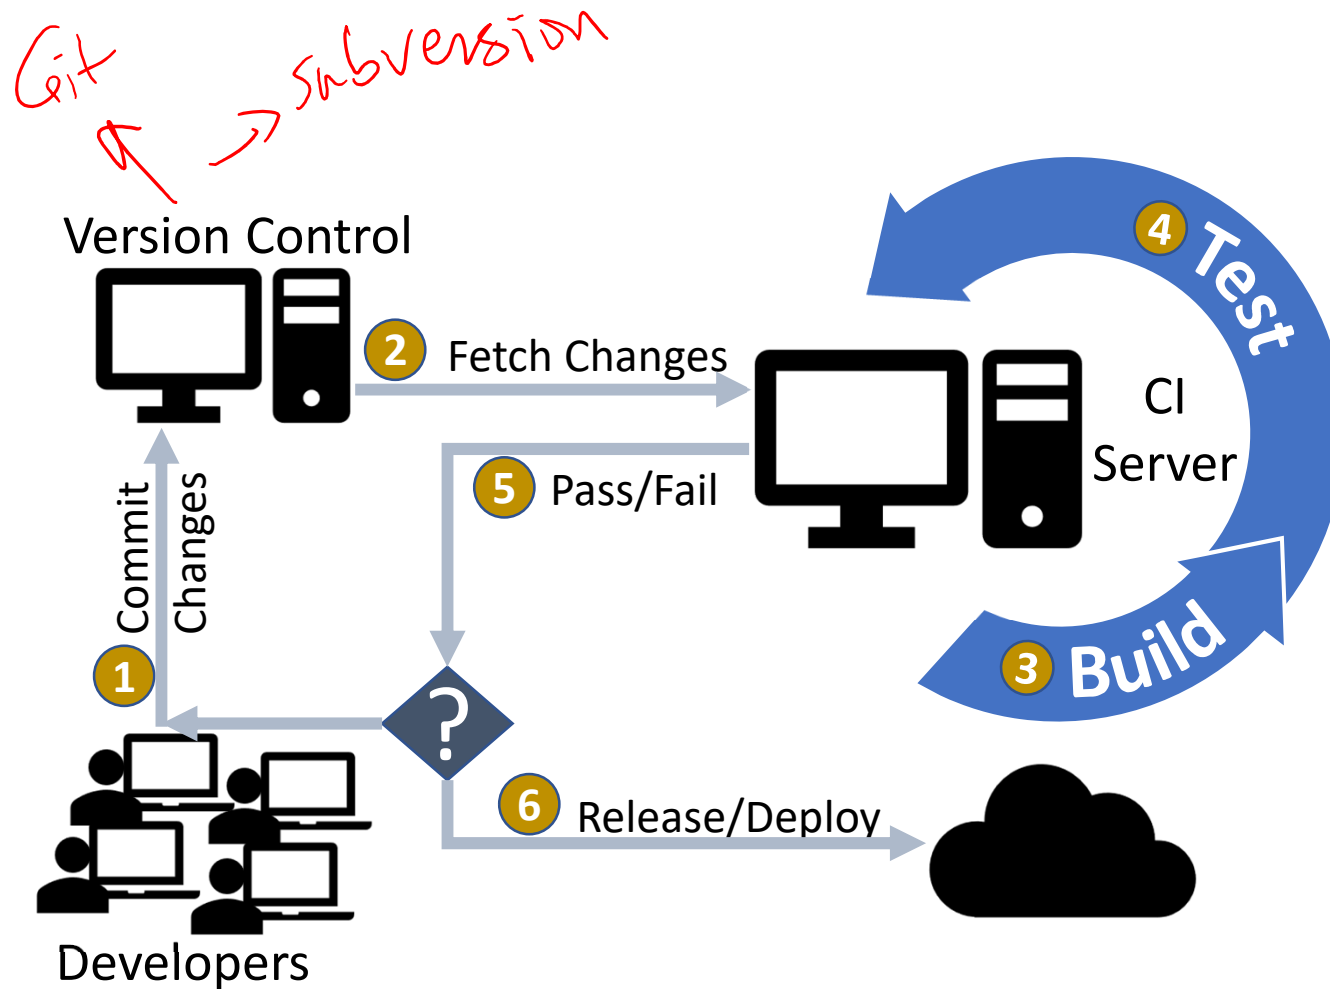 Git
subversion
Version Control
2 Fetch Changes
4 Test
CI
Server
5 Pass/Fail
Commit
Changes
1
3 Build
?
6 Release/Deploy
Developers